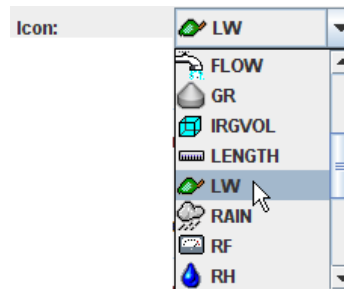 Icon: LW
FLOW
GR
IRGVOL
LENGTH
LW
RAIN
RF
RH